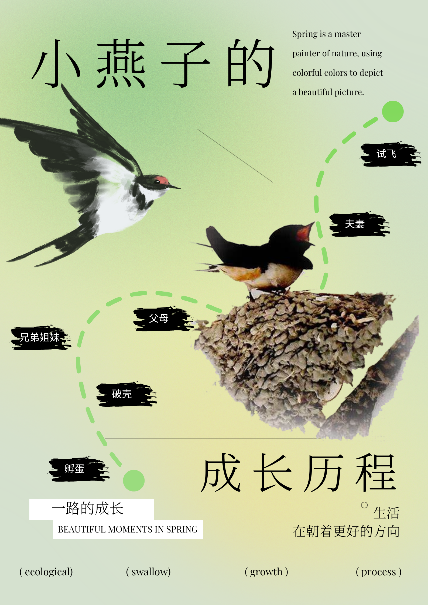 小燕子的
Spring is a master
painter of nature, using
colorful colors to depict
a beautiful picture.
试飞
夫妻
父母
兄弟姐妹
破壳
孵蛋
成长历程
一路的成长
BEAUTIFUL MOMENTS IN SPRING
生活
在朝着更好的方向
( ecological)
( swallow)
( growth )
( process )